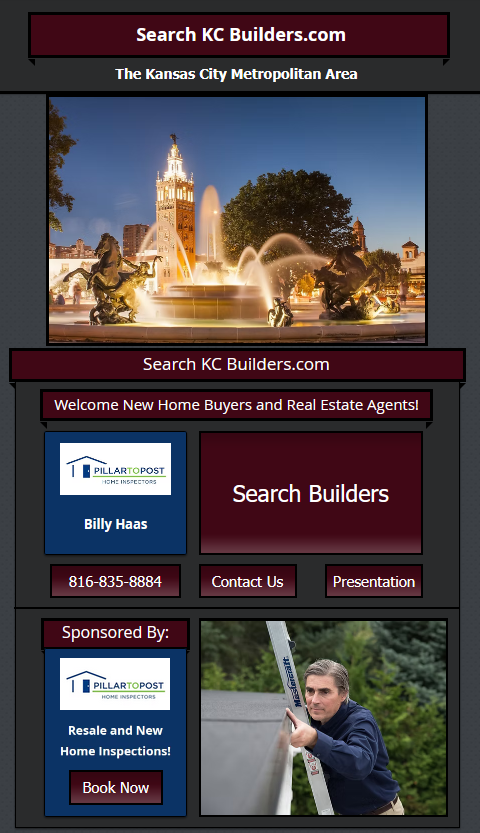 Search KC Builders.com
The Kansas City Metropolitan Area
Search KC Builders.com
Welcome New Home Buyers and Real Estate Agents!
PILLARTOPOST
HOME INSPECTORS
Billy Haas
Search Builders
816-835-8884
Contact Us
Presentation
Sponsored By:
PILLARTOPOST
HOME INSPECTORS
Resale and New
Home Inspections!
Book Now